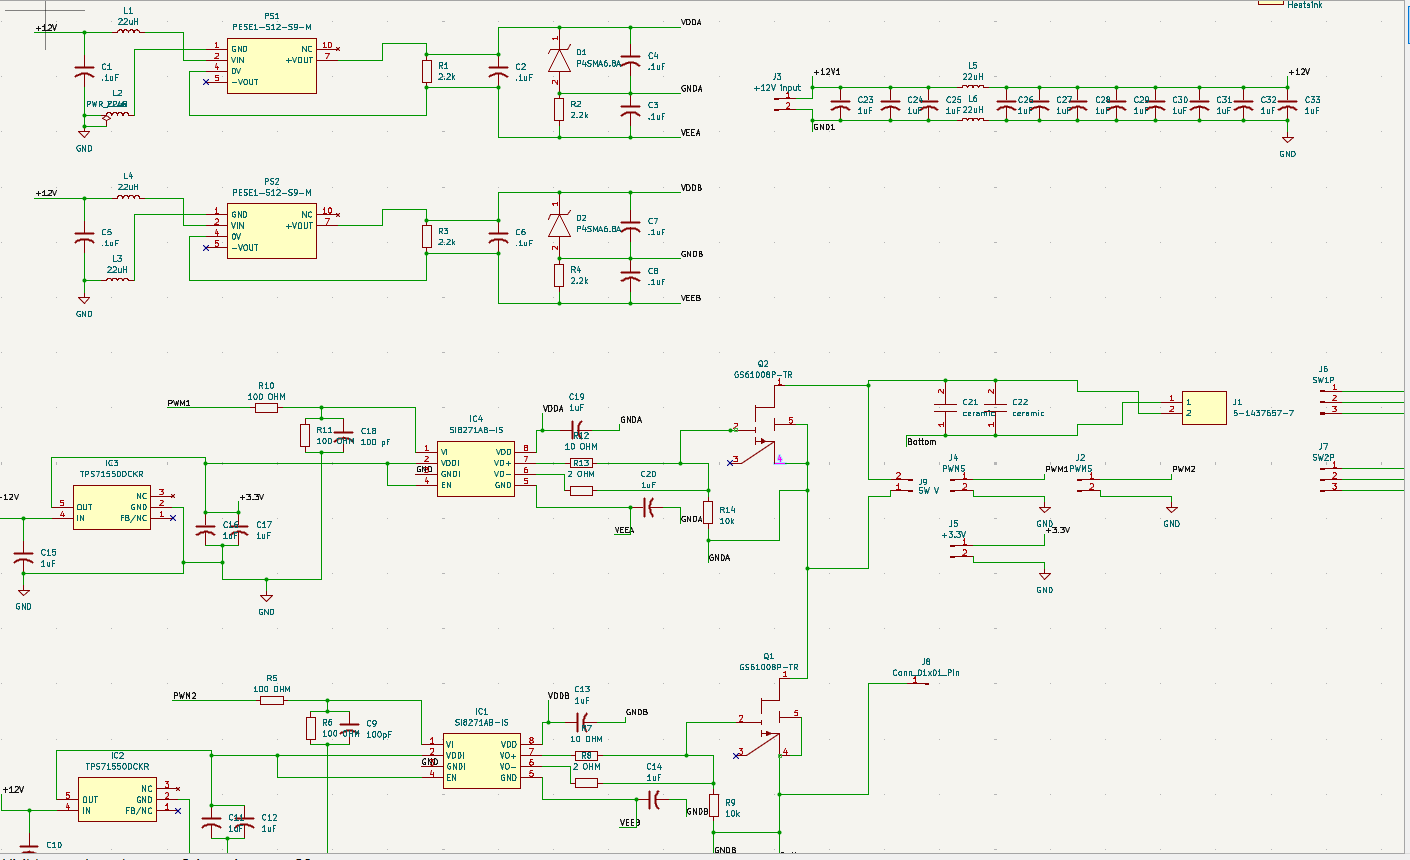 Heatsink
L1
22uH
+12V
C1
.1uF
L2
22uH
GND
PS1
PESE1-S12-S9-M
1 GND
2 VIN
4 0V
5 -VOUT
NC 10
+VOUT 7
R1
2.2k
C2
.1uF
1
D1
P4SMA6.8A
2
R2
2.2k
C4
.1uF
C3
.1uF
VDDA
GNDA
VEEA
J3
+12V Input
1
2
+12V1
GND1
C23
1uF
C24
1uF
C25
1uF
L5
22uH
L6
22uH
C26
1uF
C27
1uF
C28
1uF
C29
1uF
C30
1uF
C31
1uF
C32
1uF
C33
1uF
+12V
GND
L4
22uH
+12V
C5
.1uF
L3
22uH
GND
PS2
PESE1-S12-S9-M
1 GND
2 VIN
4 0V
5 -VOUT
NC 10
+VOUT 7
R3
2.2k
C6
.1uF
1
D2
P4SMA6.8A
2
R4
2.2k
C7
.1uF
C8
.1uF
VDDB
GNDB
VEEB
PWM1
R10
100 OHM
R11
100 OHM
C18
100 pF
IC4
SI8271AB-IS
1 VI
2 VDDI
3 GNDI
4 EN
VDD 8
VO+ 7
VO- 6
GND 5
GND
VDDA
C19
1uF
GNDA
R12
10 OHM
R13
2 OHM
C20
1uF
VEEA
GNDA
R14
10k
GNDA
Q2
GS61008P-TR
1
2
3
4
5
C21
ceramic
2
1
C22
ceramic
2
1
Bottom
1 1
2 2
J1
5-1437657-7
J6
SW1P
1
2
3
J7
SW2P
1
2
3
J9
SW V
2
1
J4
PWM5
1
2
PWM1
GND
J2
PWM5
1
2
PWM2
GND
J5
+3.3V
1
2
+3.3V
GND
IC3
TPS71550DCKR
5 OUT
4 IN
NC 3
GND 2
FB/NC 1
-12V
C15
1uF
GND
+3.3V
C16
1uF
C17
1uF
GND
PWN2
R5
100 OHM
R6
100 OHM
C9
100pF
IC1
SI8271AB-IS
1 VI
2 VDDI
3 GNDI
4 EN
VDD 8
VO+ 7
VO- 6
GND 5
GND
VDDB
C13
1uF
GNDB
R7
10 OHM
R8
2 OHM
C14
1uF
VEEB
GNDB
R9
10k
GNDB
Q1
GS61008P-TR
1
2
3
4
5
J8
Conn_01x01_Pin
1
IC2
TPS71550DCKR
5 OUT
4 IN
NC 3
GND 2
FB/NC 1
+12V
C10
C11
1uF
C12
1uF